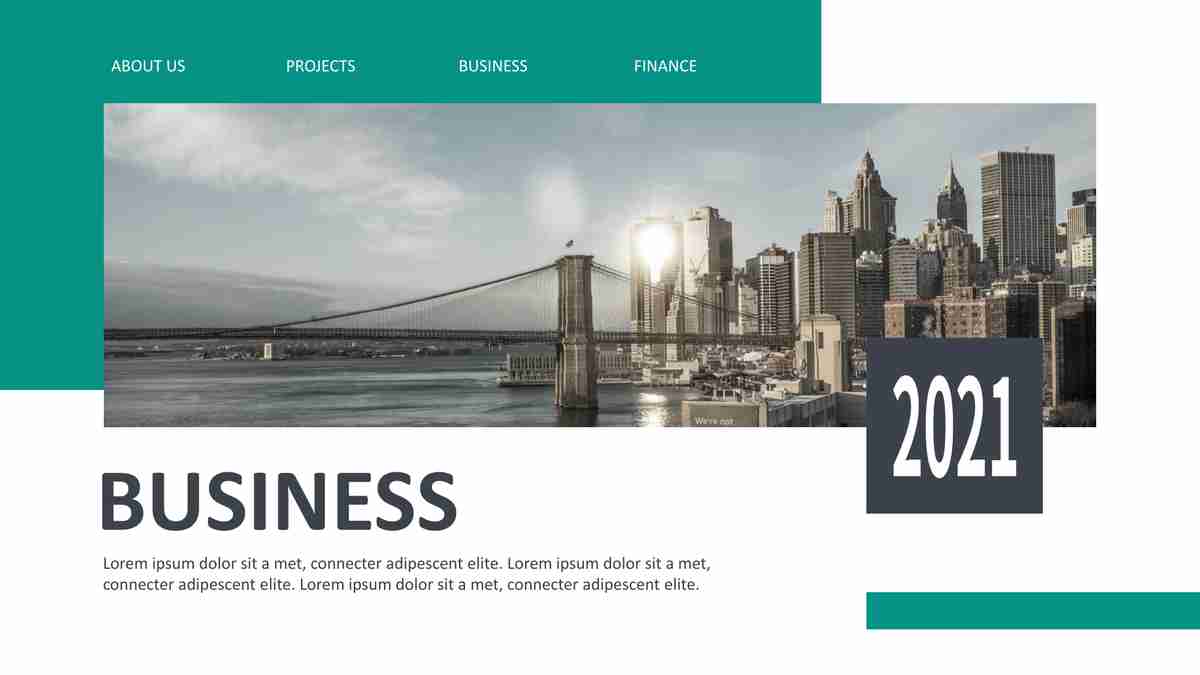 ABOUT US PROJECTS BUSINESS FINANCE
We're not
2021
BUSINESS
Lorem ipsum dolor sit a met, connecter adipescent elite. Lorem ipsum dolor sit a met,
connecter adipescent elite. Lorem ipsum dolor sit a met, connecter adipescent elite.